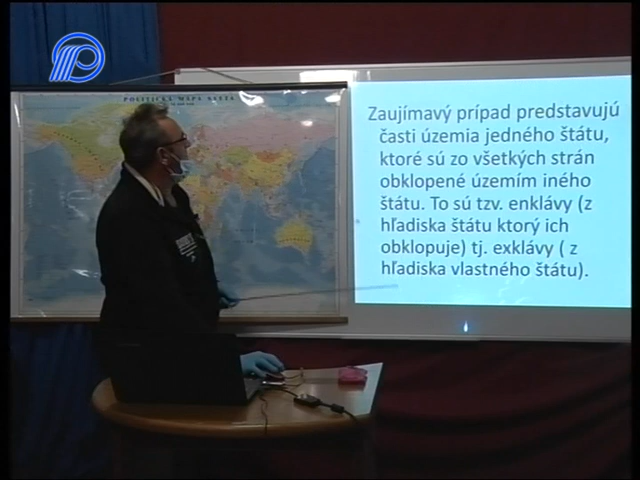 POLITICKÁ MAPA SVETA
Zaujímavý prípad predstavujú
časti územia jedného štátu,
ktoré sú zo všetkých strán
obklopené územím iného
štátu. To sú tzv. enklávy (z
hľadiska štátu ktorý ich
obklopuje) tj. exklávy ( z
hľadiska vlastného štátu).